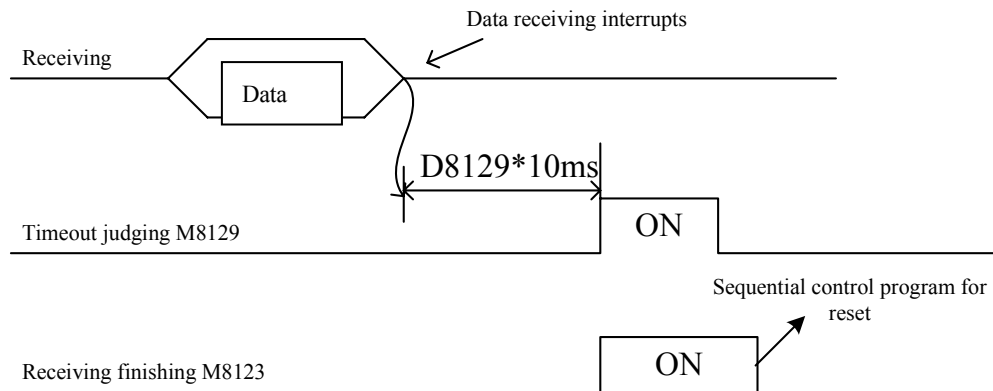 Data receiving interrupts
Receiving
Data
D8129*10ms
Timeout judging M8129
ON
Sequential control program for
reset
Receiving finishing M8123
ON